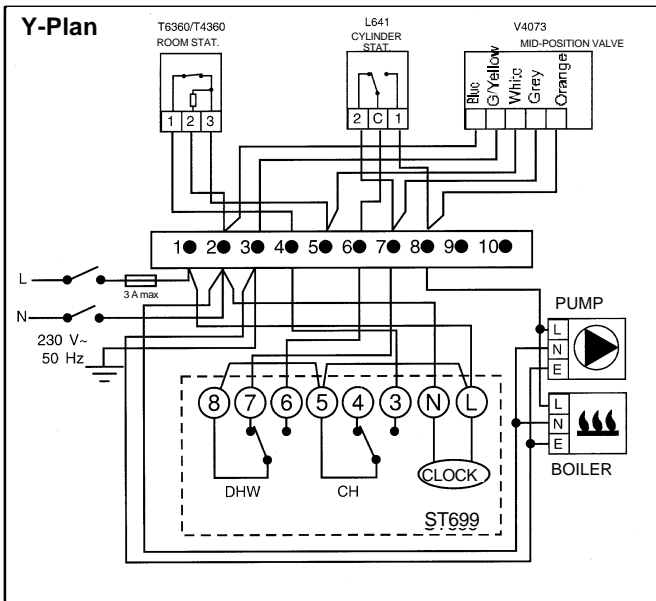 Y-Plan
T6360/T4360
ROOM STAT.
L641
CYLINDER
STAT.
V4073
MID-POSITION VALVE
Blue
G/Yellow
White
Grey
Orange
1 2 3
2 C 1
1 2 3 4 5 6 7 8 9 10
L
3 A max
N
230 V~
50 Hz
PUMP
L
N
E
L
N
E
BOILER
8 7 6 5 4 3 N L
DHW
CH
CLOCK
ST699